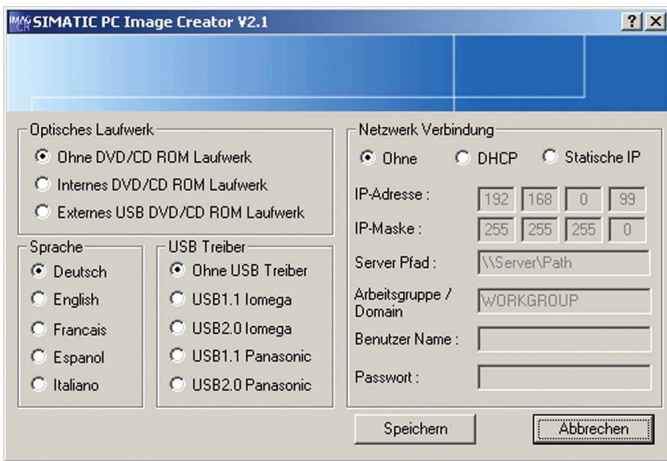 SIMATIC PC Image Creator V2.1
Optisches Laufwerk
Ohne DVD/CD ROM Laufwerk
Internes DVD/CD ROM Laufwerk
Externes USB DVD/CD ROM Laufwerk
Sprache
Deutsch
English
Francais
Espanol
Italiano
USB Treiber
Ohne USB Treiber
USB1.1 Iomega
USB2.0 Iomega
USB1.1 Panasonic
USB2.0 Panasonic
Netzwerk Verbindung
Ohne DHCP Statische IP
IP-Adresse : 192 168 0 99
IP-Maske : 255 255 255 0
Server Pfad : \\Server\Path
Arbeitsgruppe /
Domain WORKGROUP
Benutzer Name :
Passwort :
Speichern Abbrechen